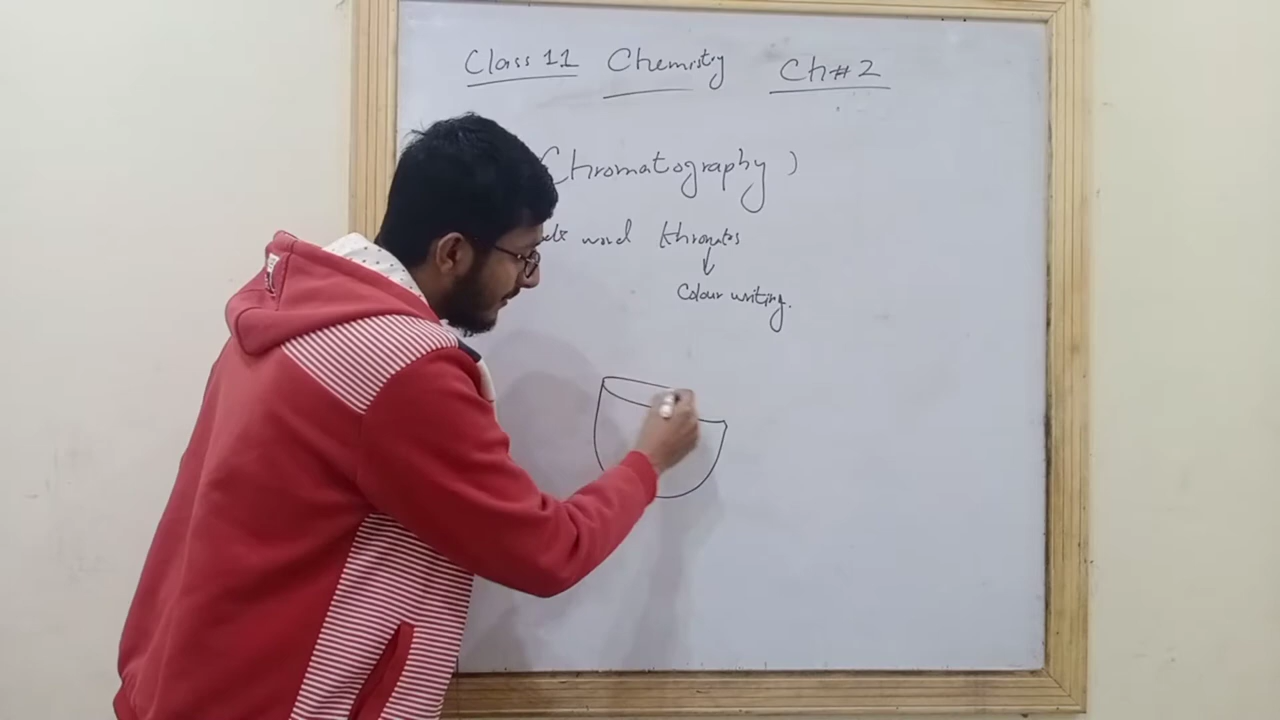 Class 11 Chemistry Ch#2
Chromatography )
word khromatos
Colour writing.